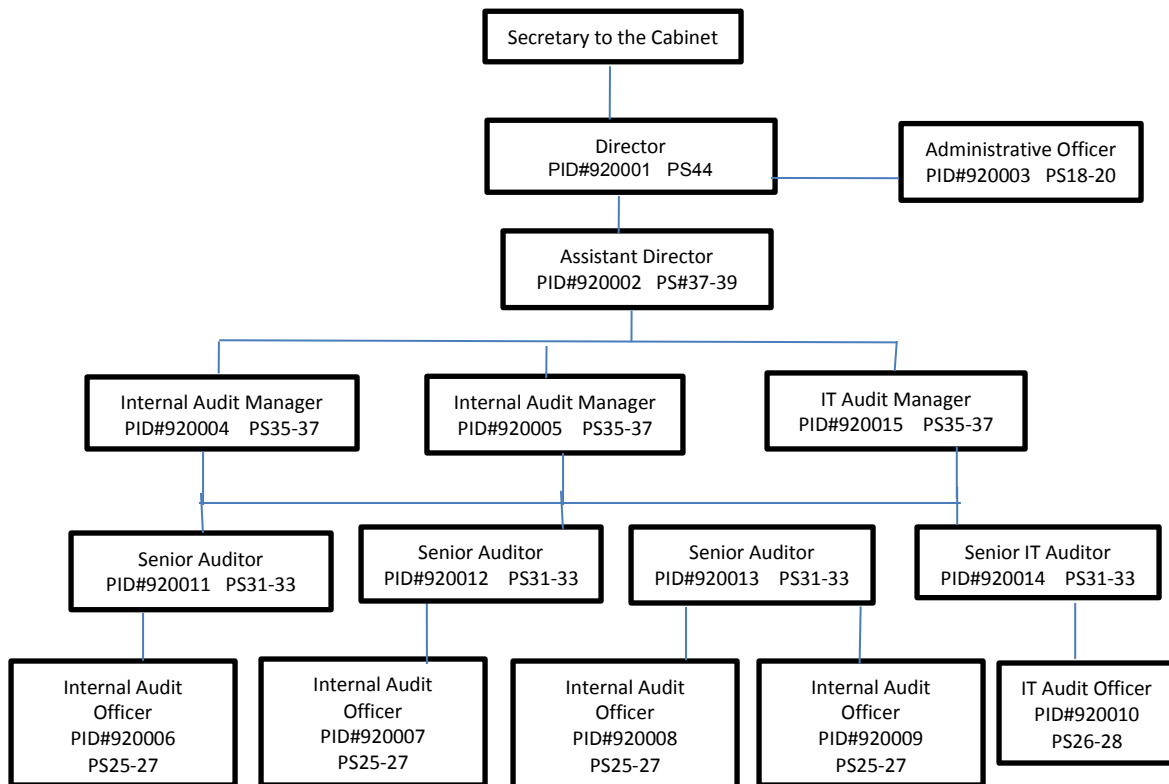 Secretary to the Cabinet
Director
PID#920001 PS44
Administrative Officer
PID#920003 PS18-20
Assistant Director
PID#920002 PS#37-39
Internal Audit Manager
PID#920004 PS35-37
Internal Audit Manager
PID#920005 PS35-37
IT Audit Manager
PID#920015 PS35-37
Senior Auditor
PID#920011 PS31-33
Senior Auditor
PID#920012 PS31-33
Senior Auditor
PID#920013 PS31-33
Senior IT Auditor
PID#920014 PS31-33
Internal Audit
Officer
PID#920006
PS25-27
Internal Audit
Officer
PID#920007
PS25-27
Internal Audit
Officer
PID#920008
PS25-27
Internal Audit
Officer
PID#920009
PS25-27
IT Audit Officer
PID#920010
PS26-28